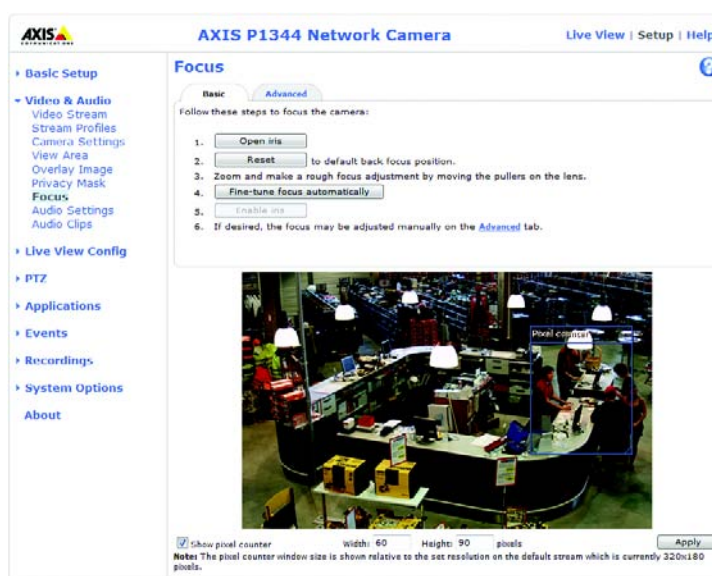 AXIS
COMMUNICATIONS
AXIS P1344 Network Camera
Live View | Setup | Help
Basic Setup
Video & Audio
Video Stream
Stream Profiles
Camera Settings
View Area
Overlay Image
Privacy Mask
Focus
Audio Settings
Audio Clips
Live View Config
PTZ
Applications
Events
Recordings
System Options
About
Focus
Basic
Advanced
Follow these steps to focus the camera:
1. Open iris
2. Reset to default back focus position.
3. Zoom and make a rough focus adjustment by moving the pullers on the lens.
4. Fine-tune focus automatically
5. Enable iris
6. If desired, the focus may be adjusted manually on the Advanced tab.
Pixel counter
Show pixel counter Width: 60 Height: 90 pixels Apply
Note: The pixel counter window size is shown relative to the set resolution on the default stream which is currently 320x180
pixels.